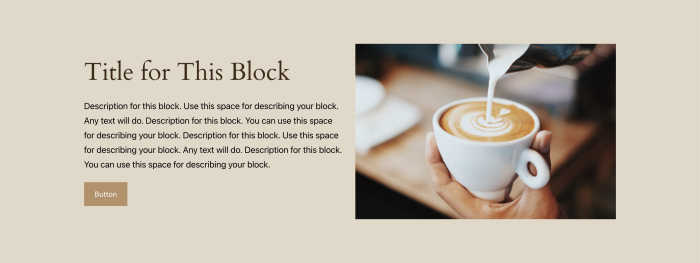 Title for This Block
Description for this block. Use this space for describing your block.
Any text will do. Description for this block. You can use this space
for describing your block. Description for this block. Use this space
for describing your block. Any text will do. Description for this block.
You can use this space for describing your block.
Button